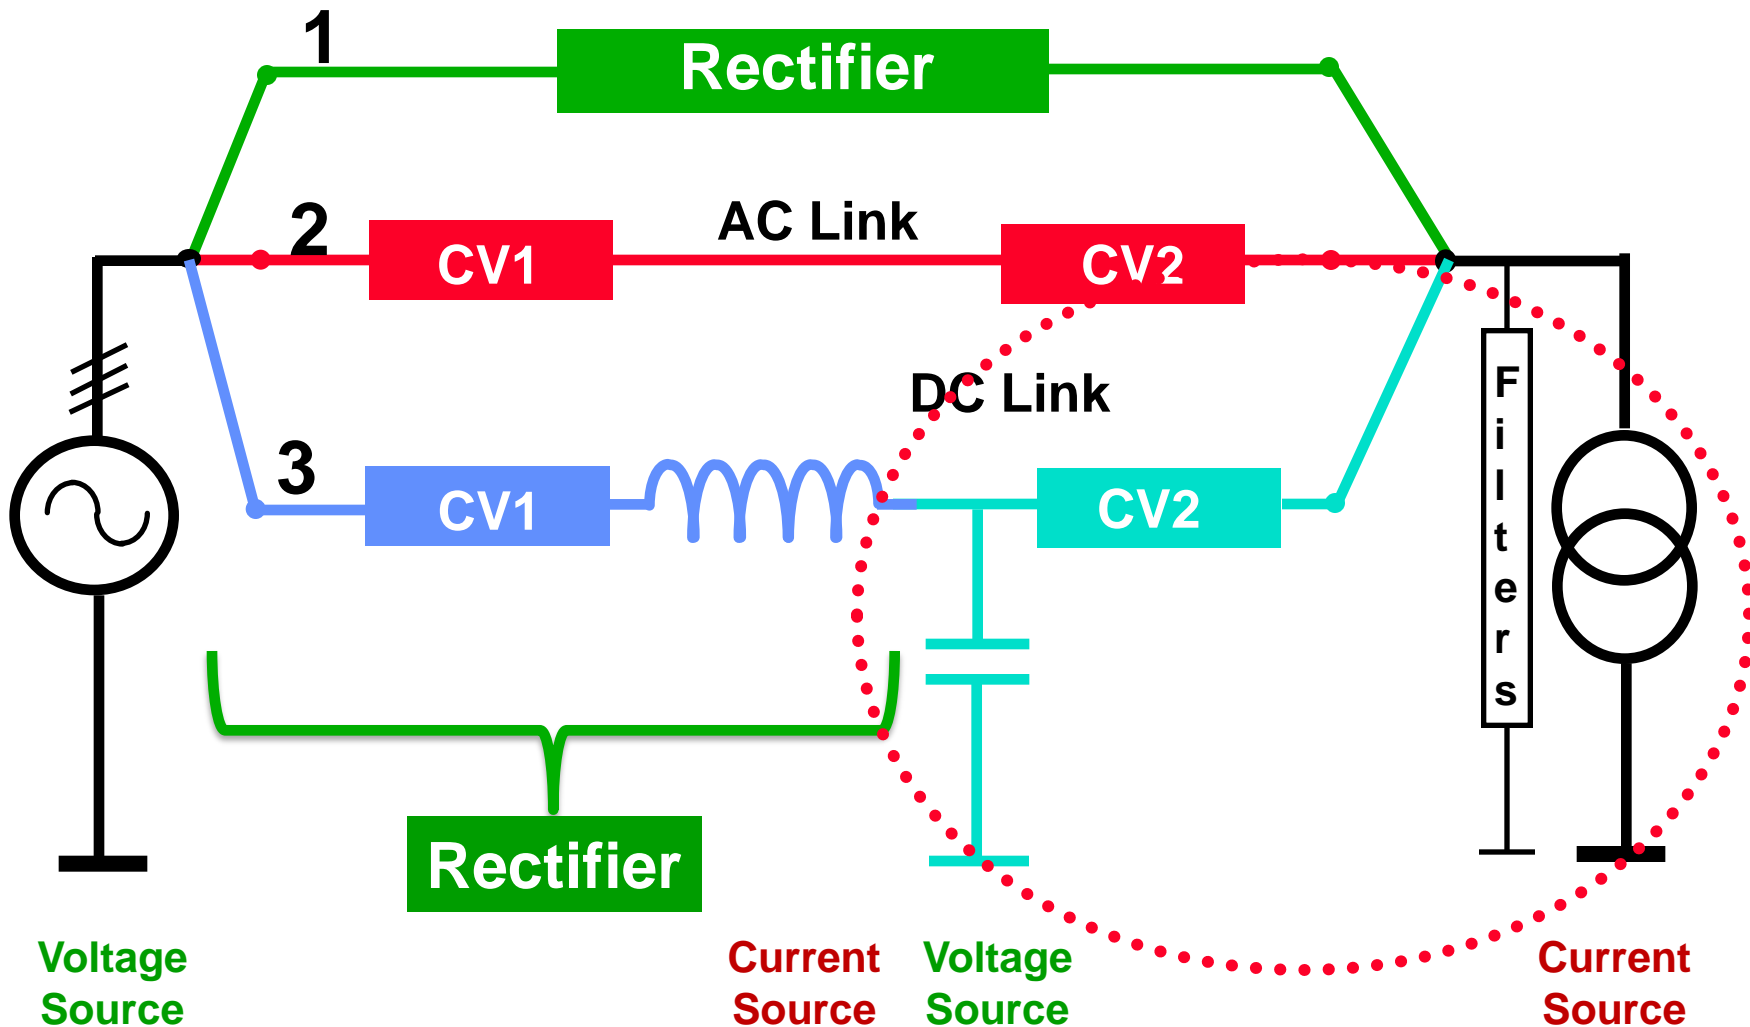 1
Rectifier
2
CV1
AC Link
CV2
DC Link
3
CV1
CV2
Filters
Rectifier
Voltage
Source
Current
Source
Voltage
Source
Current
Source